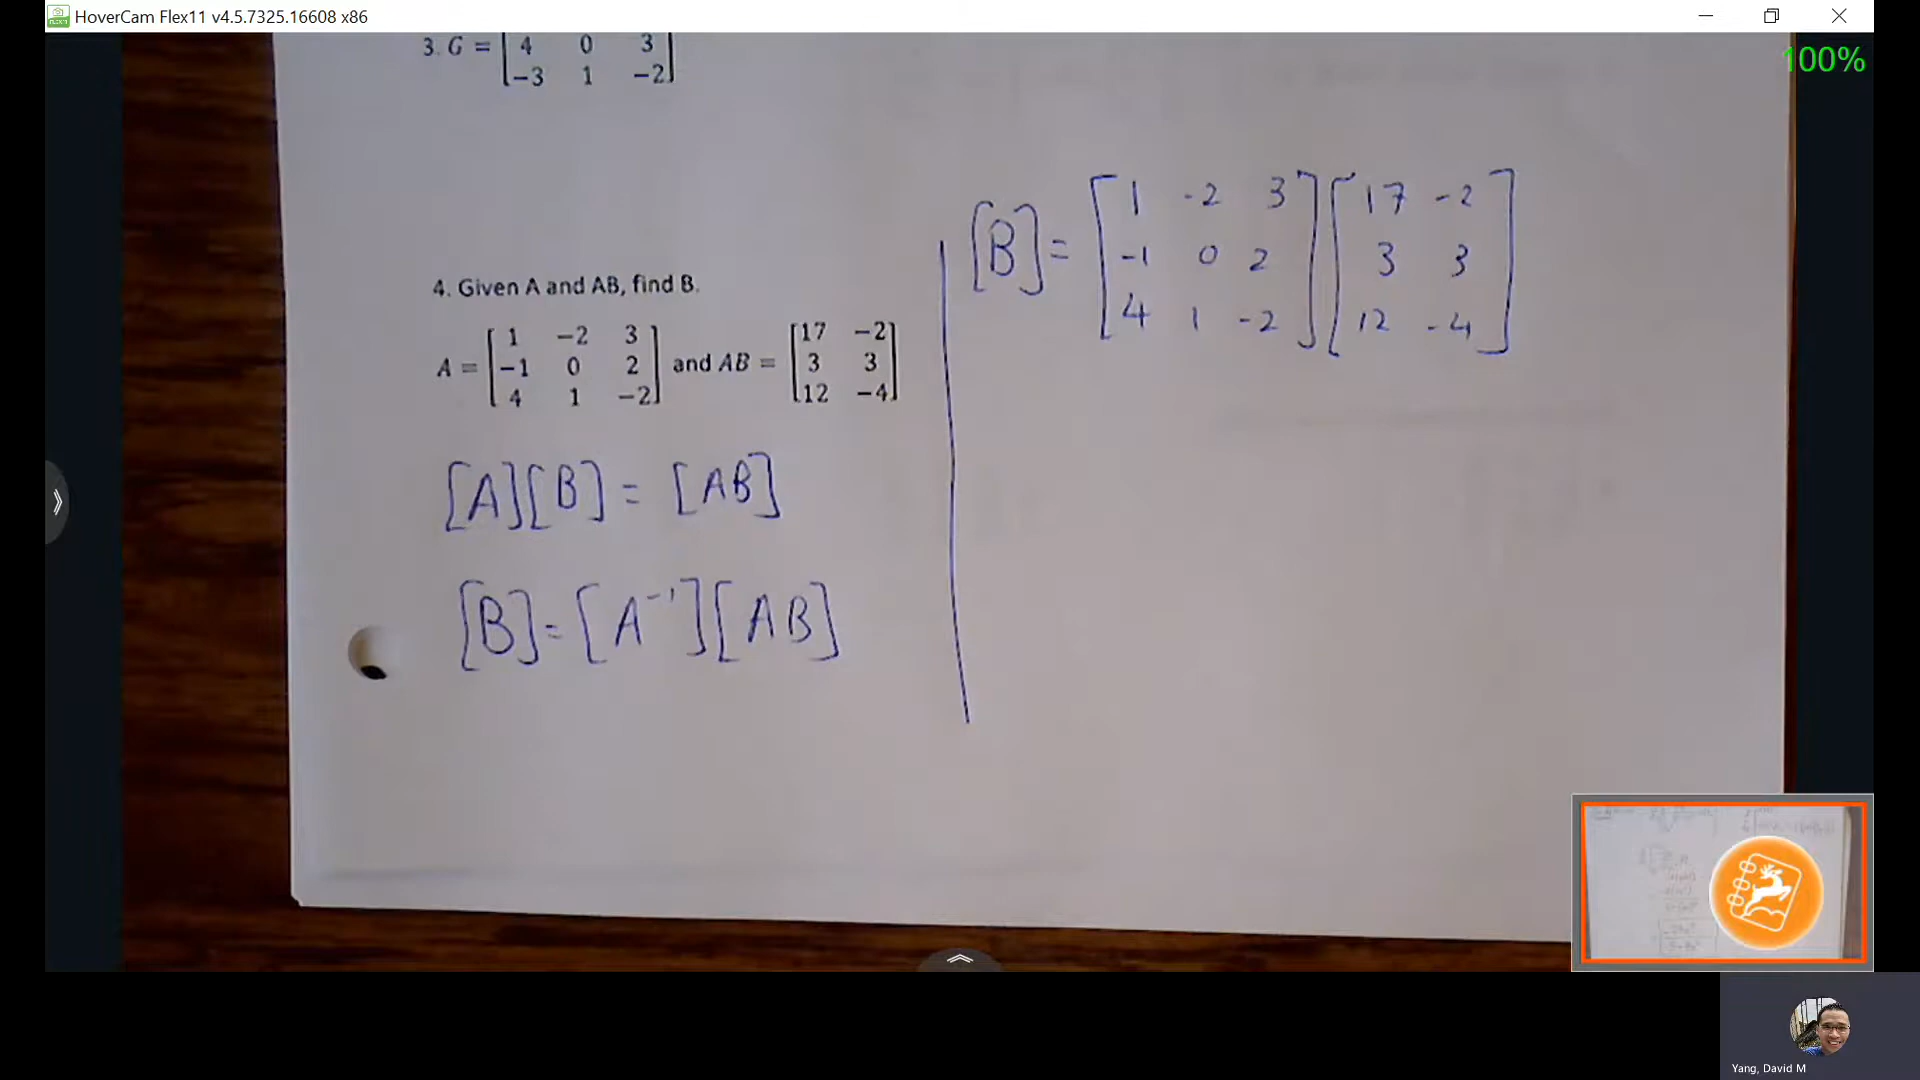 HoverCam Flex11 v4.5.7325.16608 x86
100%
3. G = [4 0 3
-3 1 -2]
4. Given A and AB, find B.
A = [1 -2 3
-1 0 2
4 1 -2] and AB = [17 -2
3 3
12 -4]
[A][B] = [AB]
[B] = [A⁻¹][AB]
[B] = [1 -2 3
-1 0 2
4 1 -2] [17 -2
3 3
12 -4]
Yang, David M